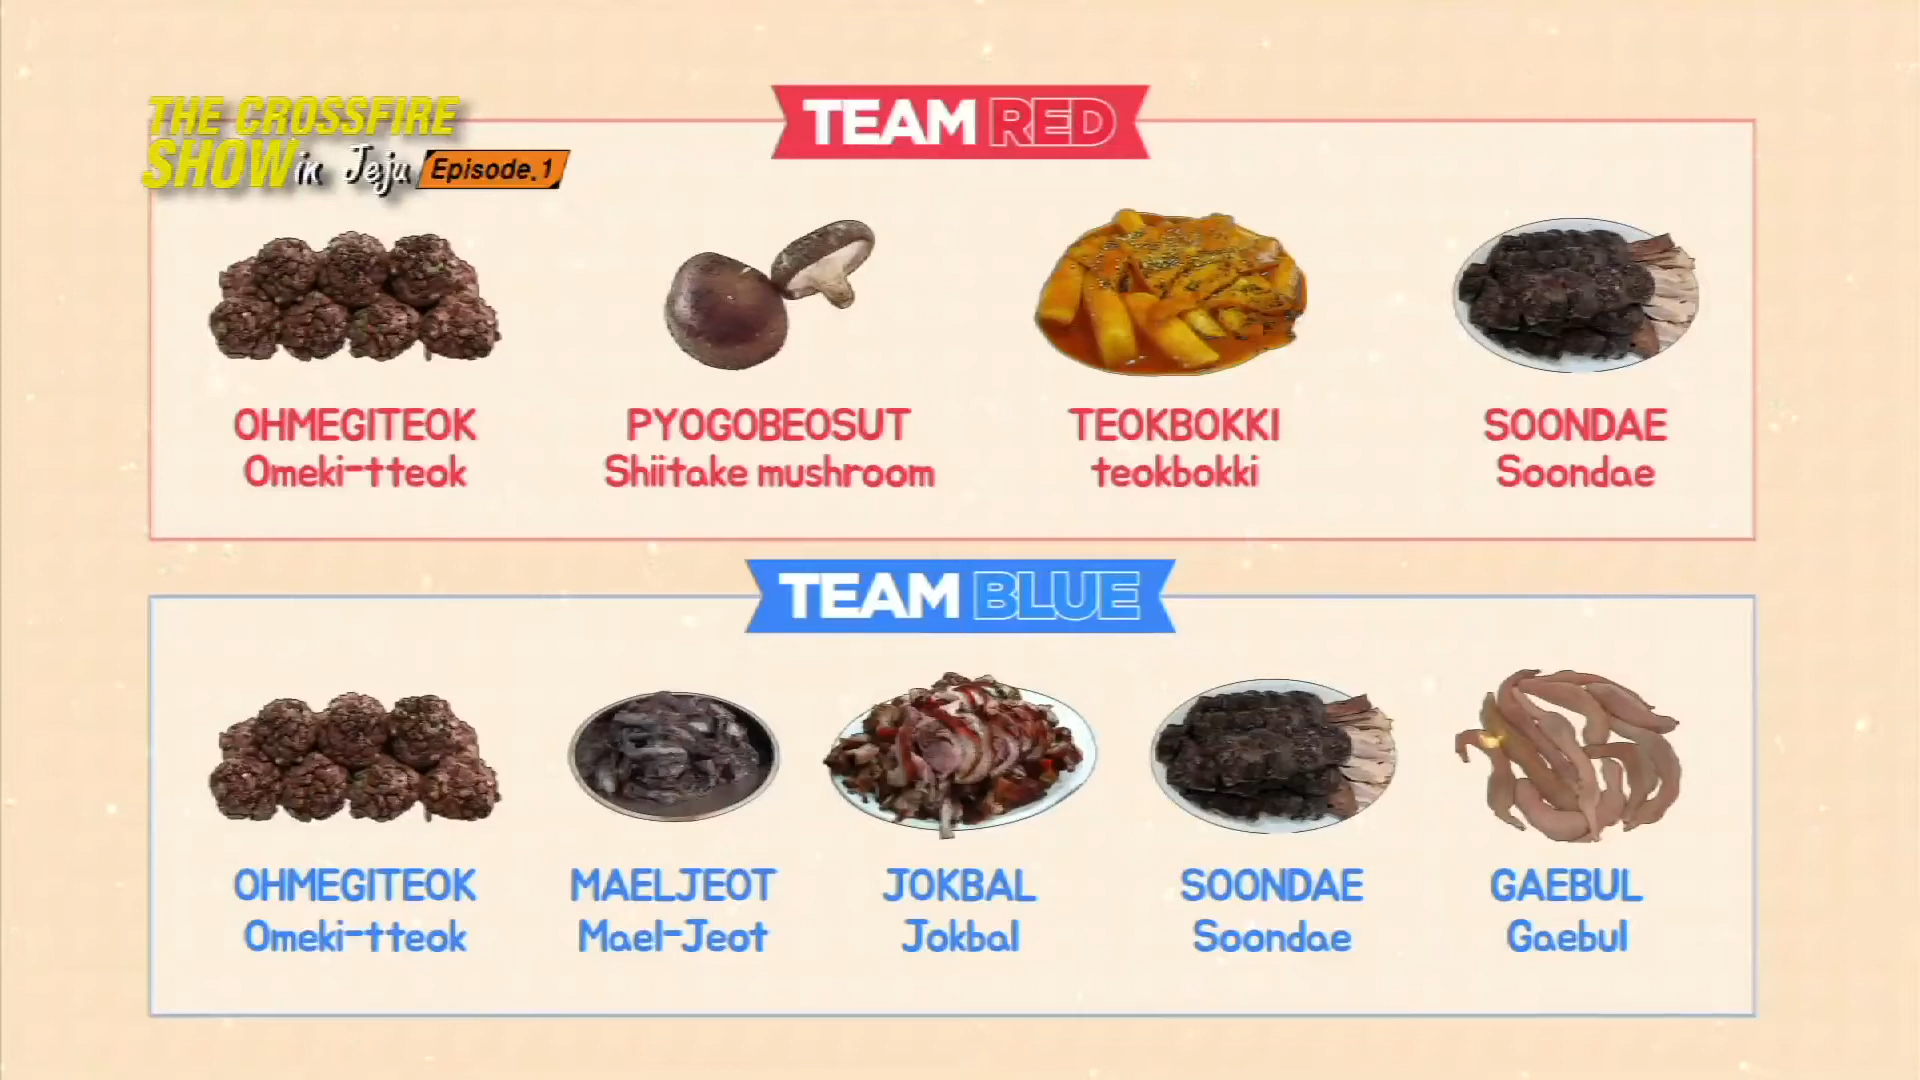 THE CROSSFIRE
SHOW in Jeju Episode.1
TEAM RED
OHMEGITEOK
Omeki-tteok
PYOGOBEOSUT
Shiitake mushroom
TEOKBOKKI
teokbokki
SOONDAE
Soondae
TEAM BLUE
OHMEGITEOK
Omeki-tteok
MAELJEOT
Mael-Jeot
JOKBAL
Jokbal
SOONDAE
Soondae
GAEBUL
Gaebul